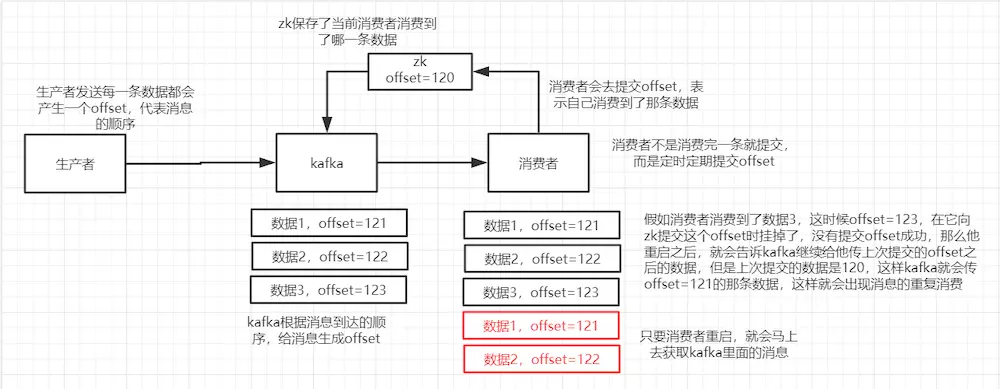 zk保存了当前消费者消费到
了哪一条数据
zk
offset=120
生产者发送每一条数据都会
产生一个offset，代表消息
的顺序
消费者会去提交offset，表
示自己消费到了那条数据
生产者
kafka
消费者
消费者不是消费完一条就提交，
而是定时定期提交offset
数据1，offset=121
数据2，offset=122
数据3，offset=123
kafka根据消息到达的顺
序，给消息生成offset
数据1，offset=121
数据2，offset=122
数据3，offset=123
数据1，offset=121
数据2，offset=122
假如消费者消费到了数据3，这时候offset=123，在它向
zk提交这个offset时挂掉了，没有提交offset成功，那么他
重启之后，就会告诉kafka继续给他传上次提交的offset之
后的数据，但是上次提交的数据是120，这样kafka就会传
offset=121的那条数据，这样就会出现消息的重复消费
只要消费者重启，就会马上
去获取kafka里面的消息